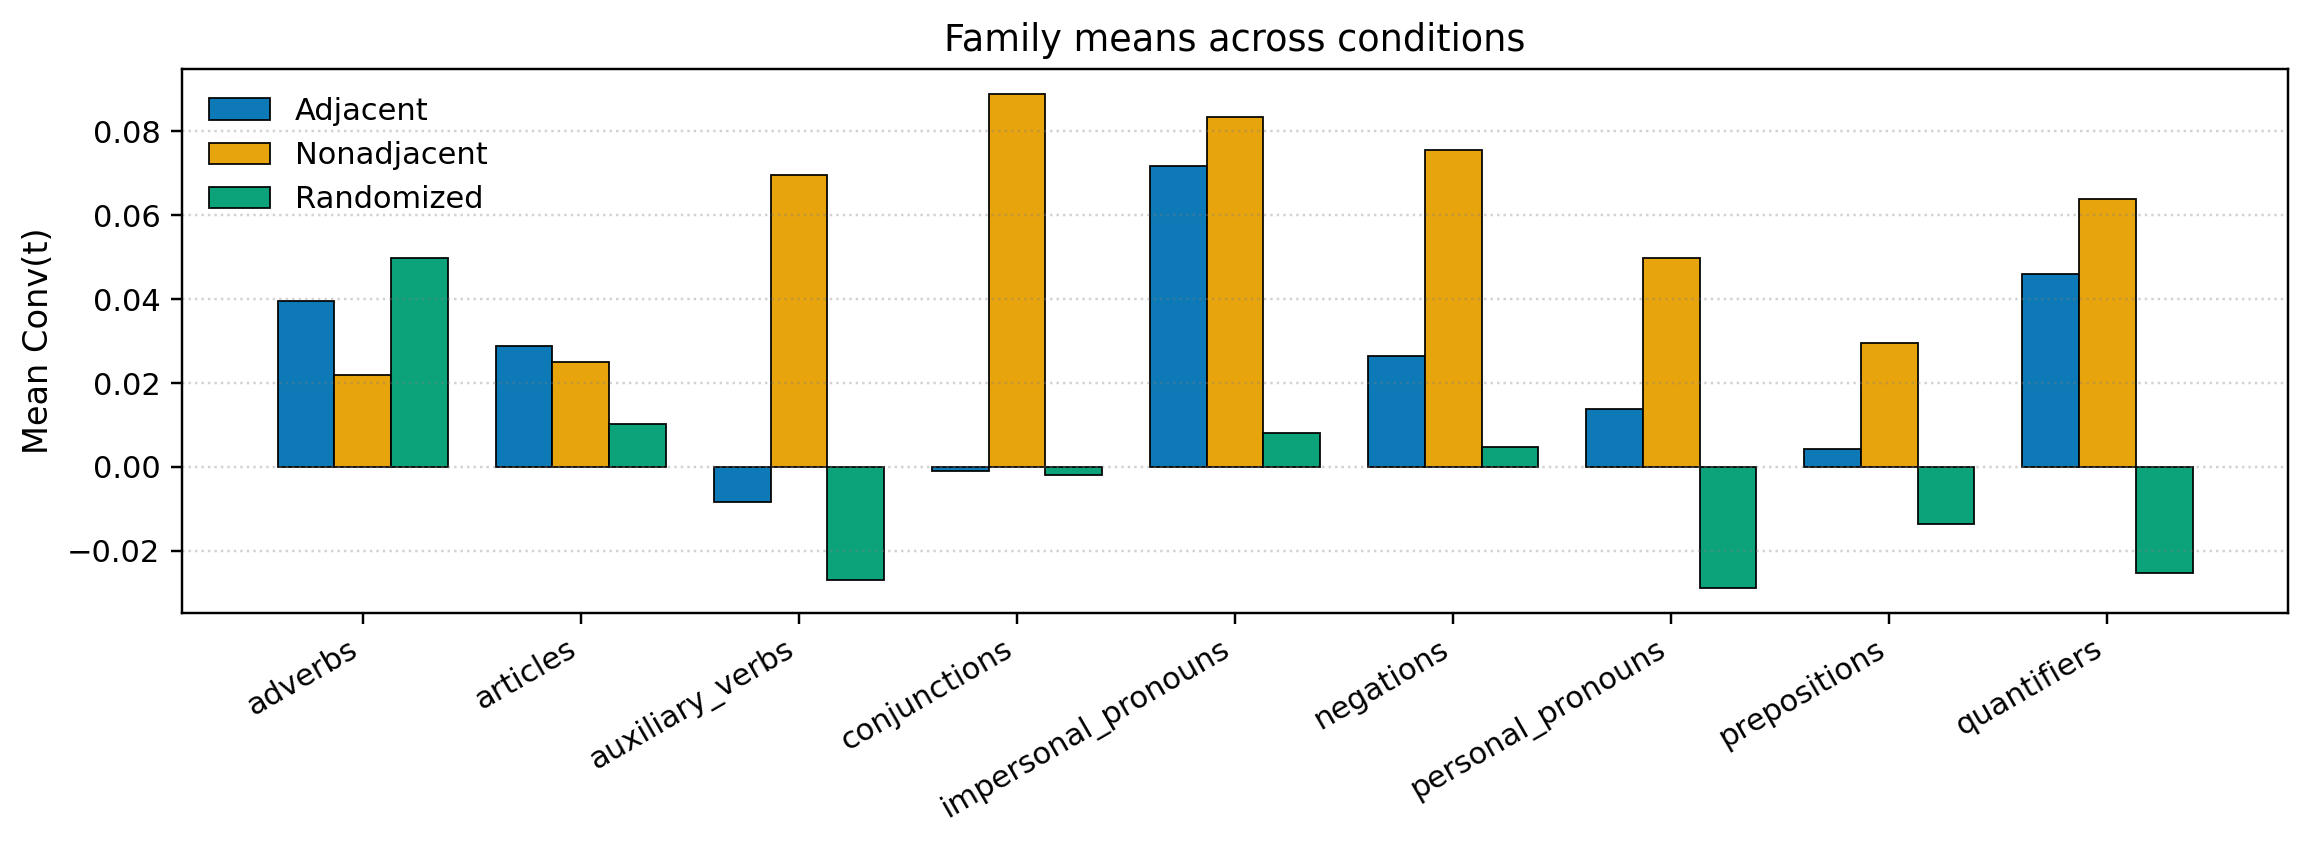 Family means across conditions
Adjacent
Nonadjacent
Randomized
Mean Conv(t)
0.08
0.06
0.04
0.02
0.00
−0.02
adverbs
articles
auxiliary_verbs
conjunctions
impersonal_pronouns
negations
personal_pronouns
prepositions
quantifiers